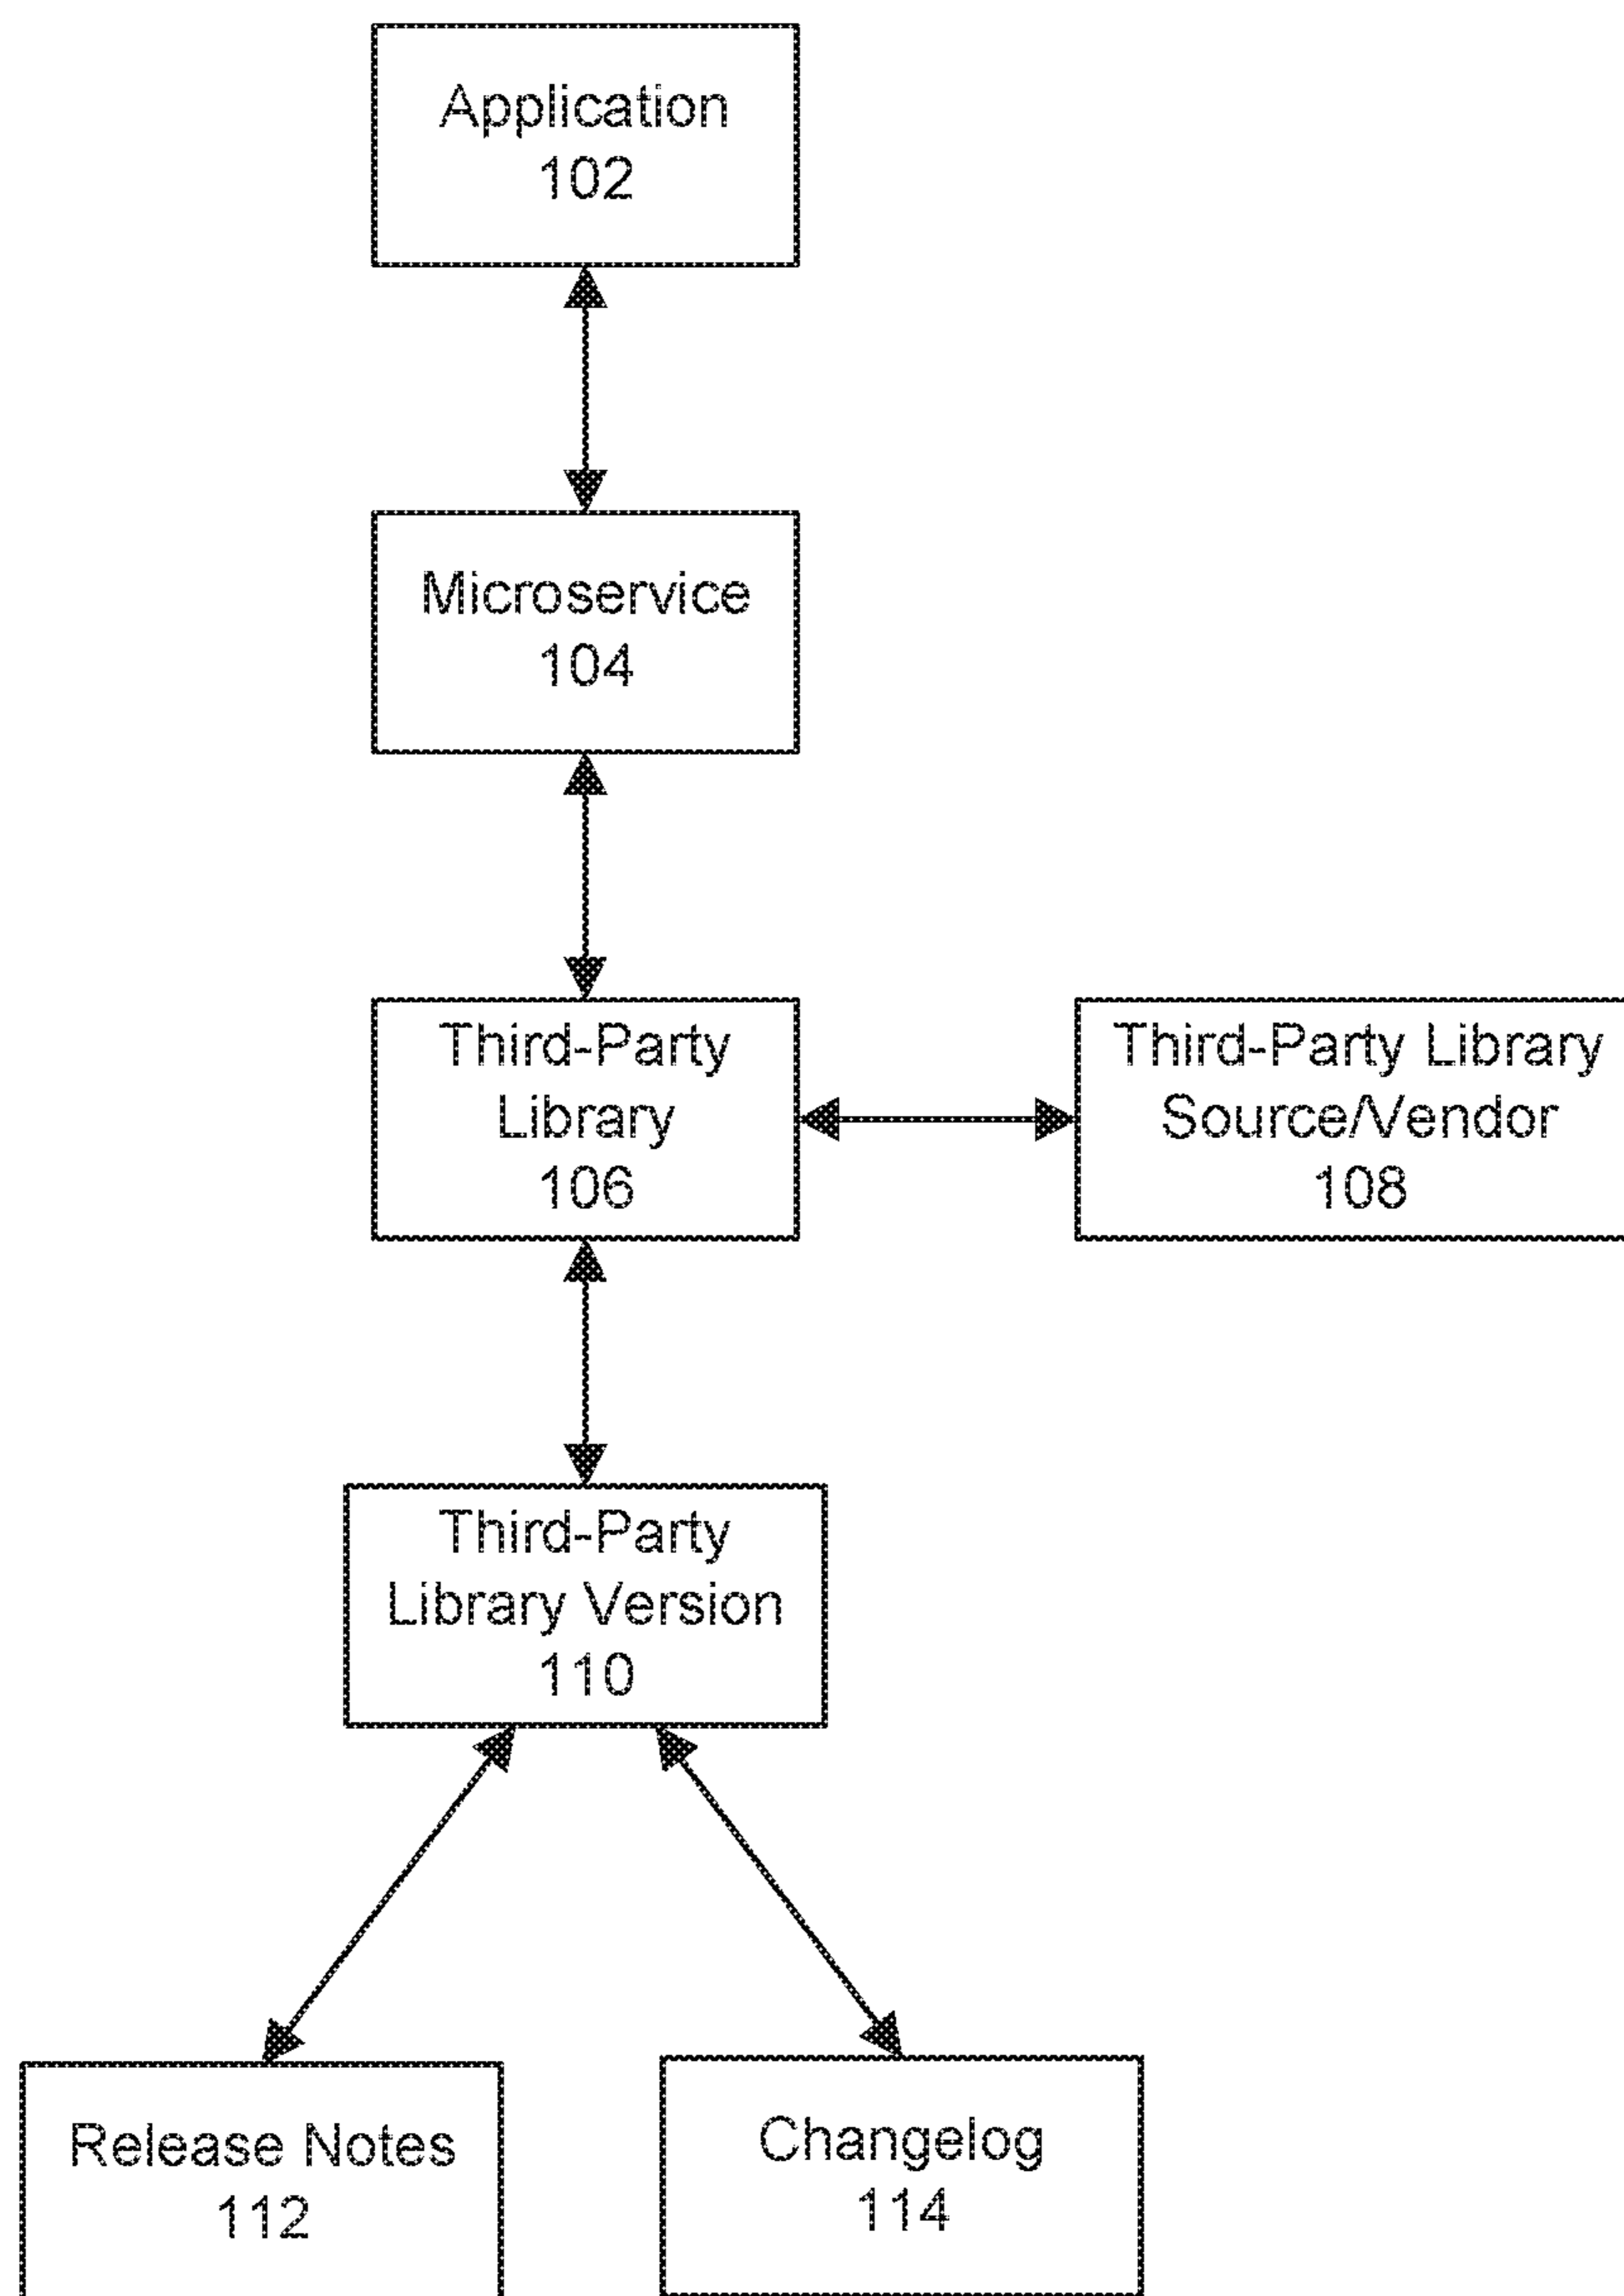 Application
102
Microservice
104
Third-Party
Library
106
Third-Party Library
Source/Vendor
108
Third-Party
Library Version
110
Release Notes
112
Changelog
114